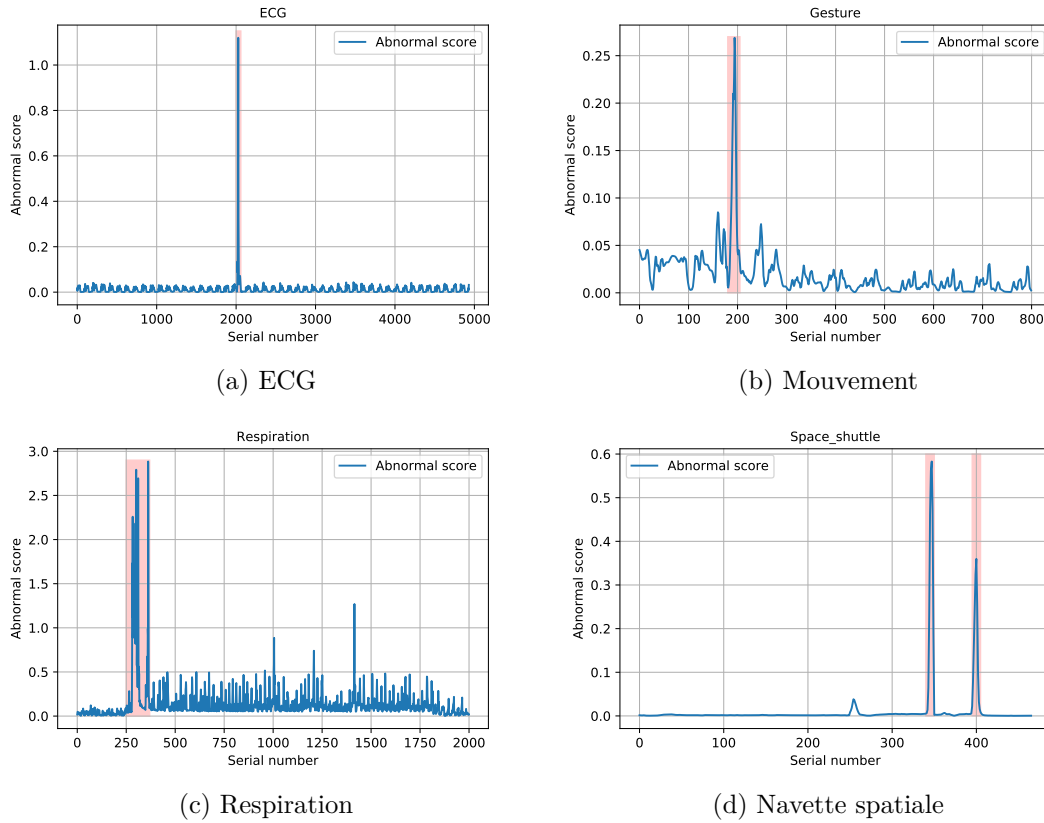 ECG
Abnormal score
1.0
0.8
0.6
0.4
0.2
0.0
Abnormal score
0
1000
2000
3000
4000
5000
Serial number
(a) ECG
Gesture
Abnormal score
0.25
0.20
0.15
0.10
0.05
0.00
Abnormal score
0
100
200
300
400
500
600
700
800
Serial number
(b) Mouvement
Respiration
Abnormal score
3.0
2.5
2.0
1.5
1.0
0.5
0.0
Abnormal score
0
250
500
750
1000
1250
1500
1750
2000
Serial number
(c) Respiration
Space_shuttle
Abnormal score
0.6
0.5
0.4
0.3
0.2
0.1
0.0
Abnormal score
0
100
200
300
400
Serial number
(d) Navette spatiale